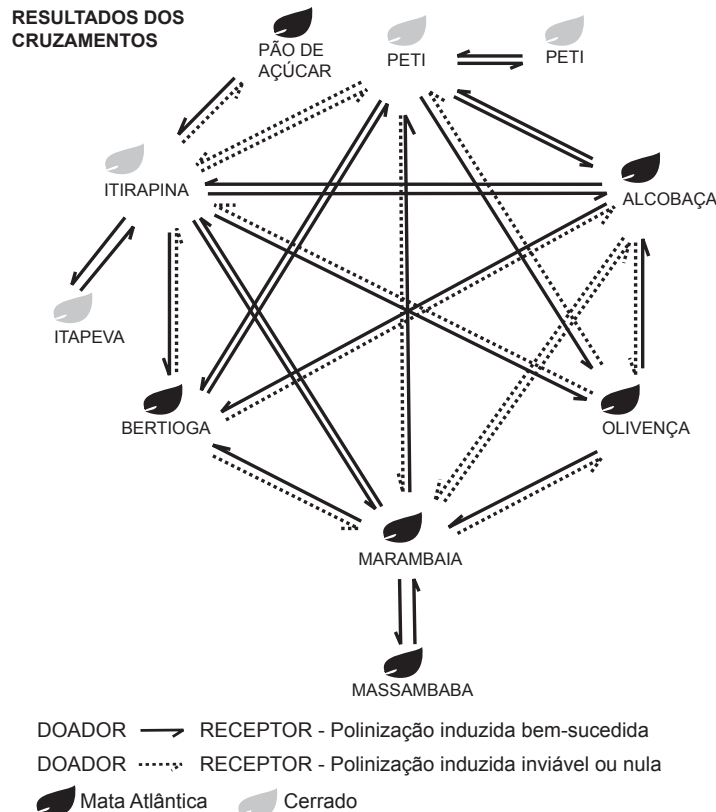 RESULTADOS DOS
CRUZAMENTOS
PÃO DE
AÇÚCAR
PETI
PETI
ITIRAPINA
ALCOBAÇA
ITAPEVA
BERTIOGA
OLIVENÇA
MARAMBAIA
MASSAMBABA
DOADOR RECEPTOR - Polinização induzida bem-sucedida
DOADOR RECEPTOR - Polinização induzida inviável ou nula
Mata Atlântica Cerrado